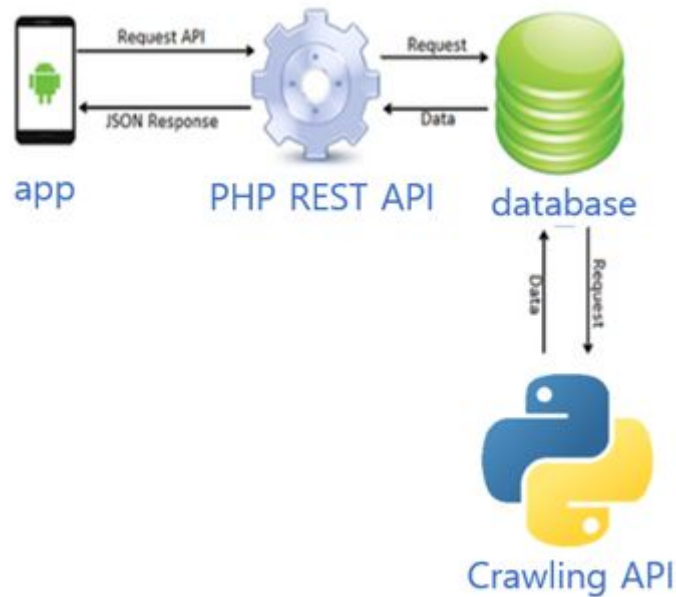 Request API
JSON Response
Request
Data
app
PHP REST API
database
Data
Request
Crawling API